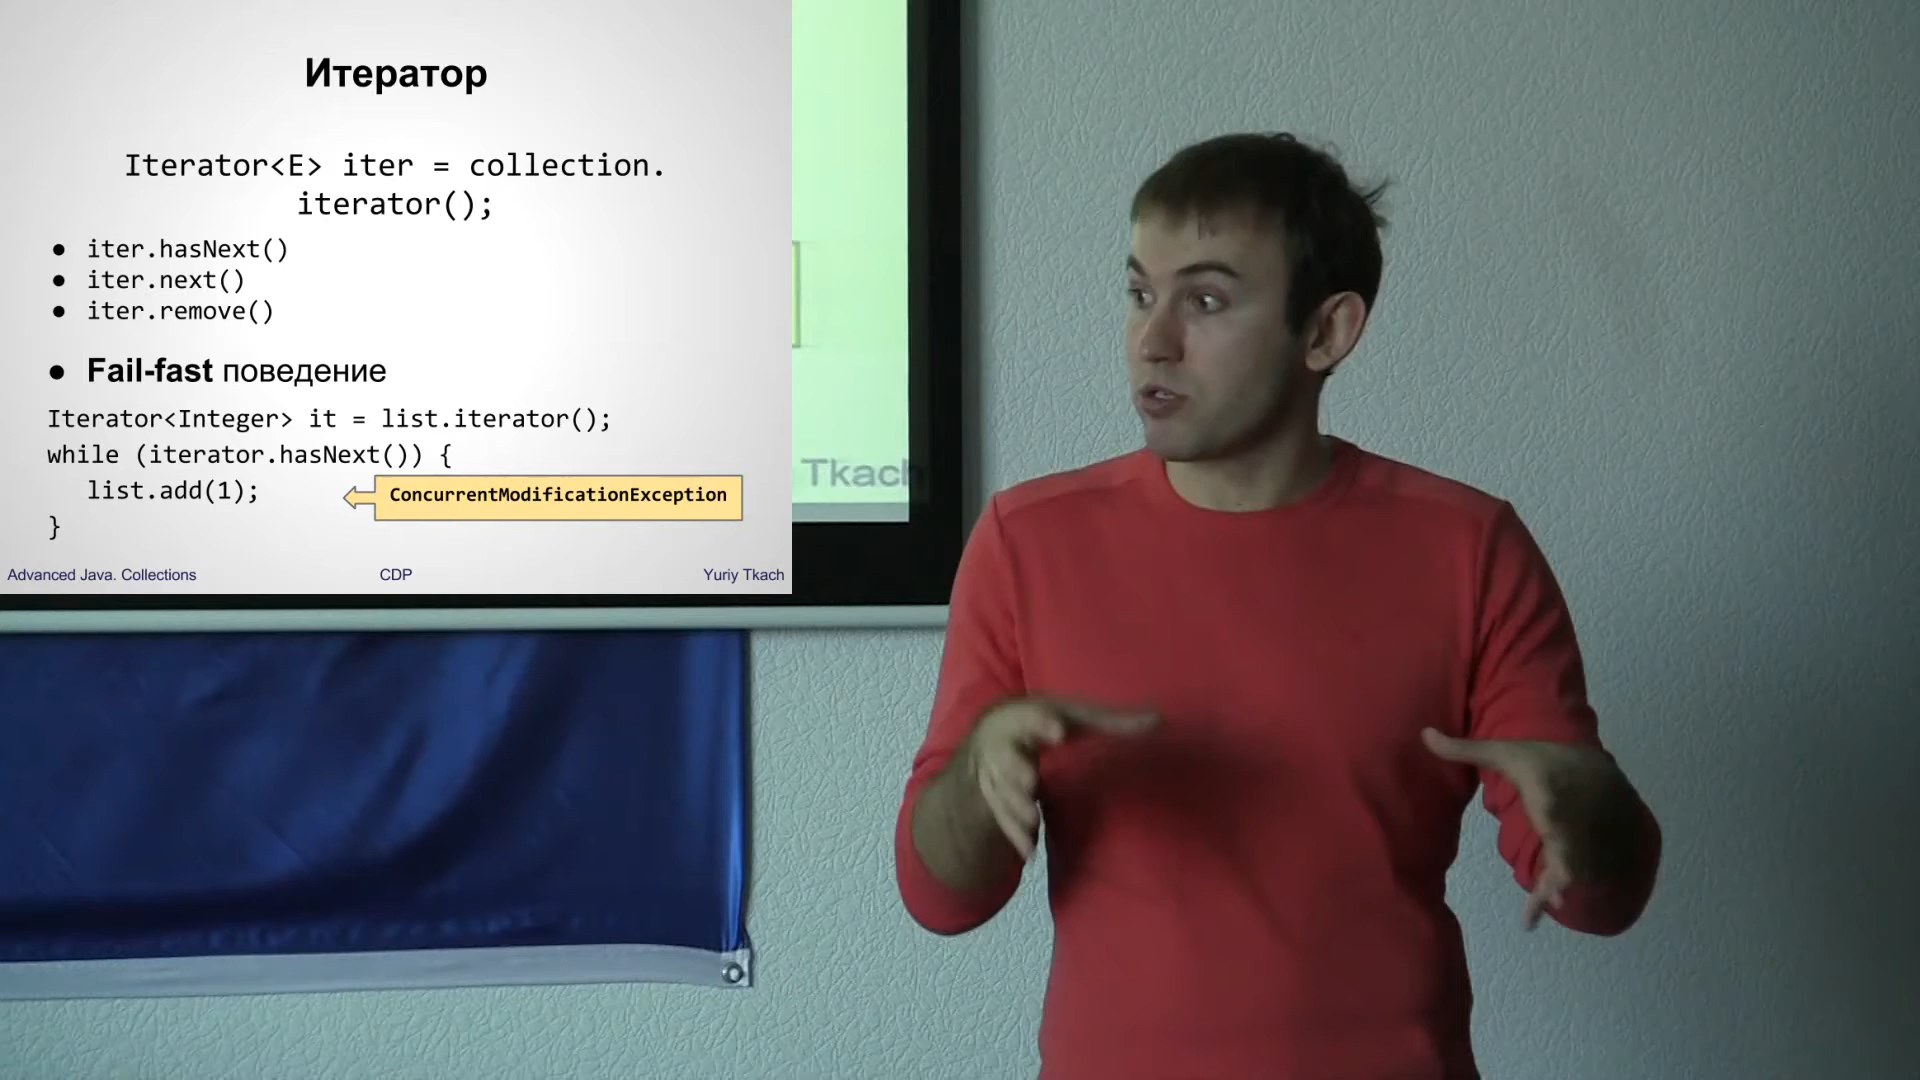 Итератор
Iterator<E> iter = collection.
iterator();
● iter.hasNext()
● iter.next()
● iter.remove()
● Fail-fast поведение
Iterator<Integer> it = list.iterator();
while (iterator.hasNext()) {
list.add(1);
ConcurrentModificationException
}
Advanced Java. Collections
CDP
Yuriy Tkach
Tkach